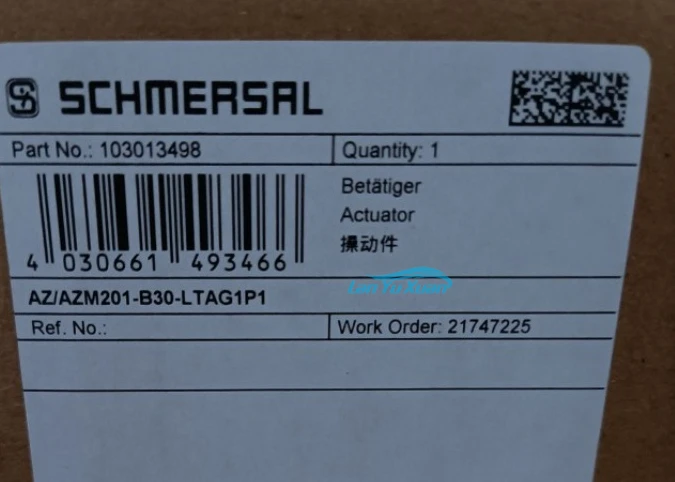 SCHMERSAL
Part No.: 103013498
Quantity: 1
Betätiger
Actuator
操动件
4 030661 493466
AZ/AZM201-B30-LTAG1P1
Ref. No.:
Work Order: 21747225